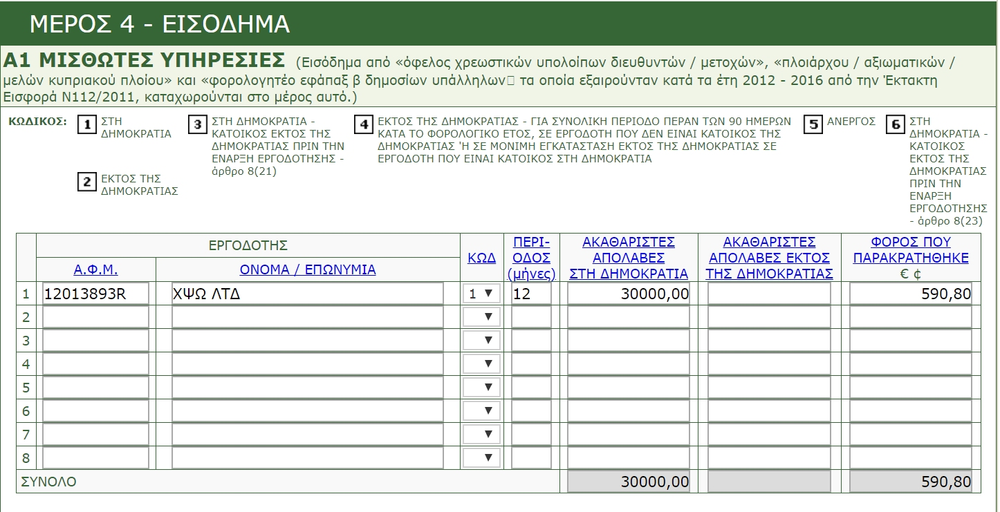 ΜΕΡΟΣ 4 - ΕΙΣΟΔΗΜΑ
Α1 ΜΙΣΘΩΤΕΣ ΥΠΗΡΕΣΙΕΣ (Εισόδημα από «όφελος χρεωστικών υπολοίπων διευθυντών / μετοχών», «πλοιάρχου / αξιωματικών /
μελών κυπριακού πλοίου» και «φορολογητέο εφάπαξ β δημοσίων υπάλληλων τα οποία εξαιρούνταν κατά τα έτη 2012 - 2016 από την Έκτακτη
Εισφορά Ν112/2011, καταχωρούνται στο μέρος αυτό.)
ΚΩΔΙΚΟΣ:
1 ΣΤΗ
ΔΗΜΟΚΡΑΤΙΑ
2 ΕΚΤΟΣ ΤΗΣ
ΔΗΜΟΚΡΑΤΙΑΣ
3 ΣΤΗ ΔΗΜΟΚΡΑΤΙΑ -
ΚΑΤΟΙΚΟΣ ΕΚΤΟΣ ΤΗΣ
ΔΗΜΟΚΡΑΤΙΑΣ ΠΡΙΝ ΤΗΝ
ΕΝΑΡΞΗ ΕΡΓΟΔΟΤΗΣΗΣ -
άρθρο 8(21)
4 ΕΚΤΟΣ ΤΗΣ ΔΗΜΟΚΡΑΤΙΑΣ - ΓΙΑ ΣΥΝΟΛΙΚΗ ΠΕΡΙΟΔΟ ΠΕΡΑΝ ΤΩΝ 90 ΗΜΕΡΩΝ
ΚΑΤΑ ΤΟ ΦΟΡΟΛΟΓΙΚΟ ΕΤΟΣ, ΣΕ ΕΡΓΟΔΟΤΗ ΠΟΥ ΔΕΝ ΕΙΝΑΙ ΚΑΤΟΙΚΟΣ ΤΗΣ
ΔΗΜΟΚΡΑΤΙΑΣ 'Η ΣΕ ΜΟΝΙΜΗ ΕΓΚΑΤΑΣΤΑΣΗ ΕΚΤΟΣ ΤΗΣ ΔΗΜΟΚΡΑΤΙΑΣ ΣΕ
ΕΡΓΟΔΟΤΗ ΠΟΥ ΕΙΝΑΙ ΚΑΤΟΙΚΟΣ ΣΤΗ ΔΗΜΟΚΡΑΤΙΑ
5 ΑΝΕΡΓΟΣ
6 ΣΤΗ
ΔΗΜΟΚΡΑΤΙΑ -
ΚΑΤΟΙΚΟΣ
ΕΚΤΟΣ ΤΗΣ
ΔΗΜΟΚΡΑΤΙΑΣ
ΠΡΙΝ ΤΗΝ
ΕΝΑΡΞΗ
ΕΡΓΟΔΟΤΗΣΗΣ
- άρθρο 8(23)
ΕΡΓΟΔΟΤΗΣ
Α.Φ.Μ.
ΟΝΟΜΑ / ΕΠΩΝΥΜΙΑ
ΚΩΔ
ΠΕΡΙ-
ΟΔΟΣ
(μήνες)
ΑΚΑΘΑΡΙΣΤΕΣ
ΑΠΟΛΑΒΕΣ
ΣΤΗ ΔΗΜΟΚΡΑΤΙΑ
ΑΚΑΘΑΡΙΣΤΕΣ
ΑΠΟΛΑΒΕΣ ΕΚΤΟΣ
ΤΗΣ ΔΗΜΟΚΡΑΤΙΑΣ
ΦΟΡΟΣ ΠΟΥ
ΠΑΡΑΚΡΑΤΗΘΗΚΕ
€ ¢
1 12013893R ΧΨΩ ΛΤΔ 1 12 30000,00 590,80
2
3
4
5
6
7
8
ΣΥΝΟΛΟ 30000,00 590,80